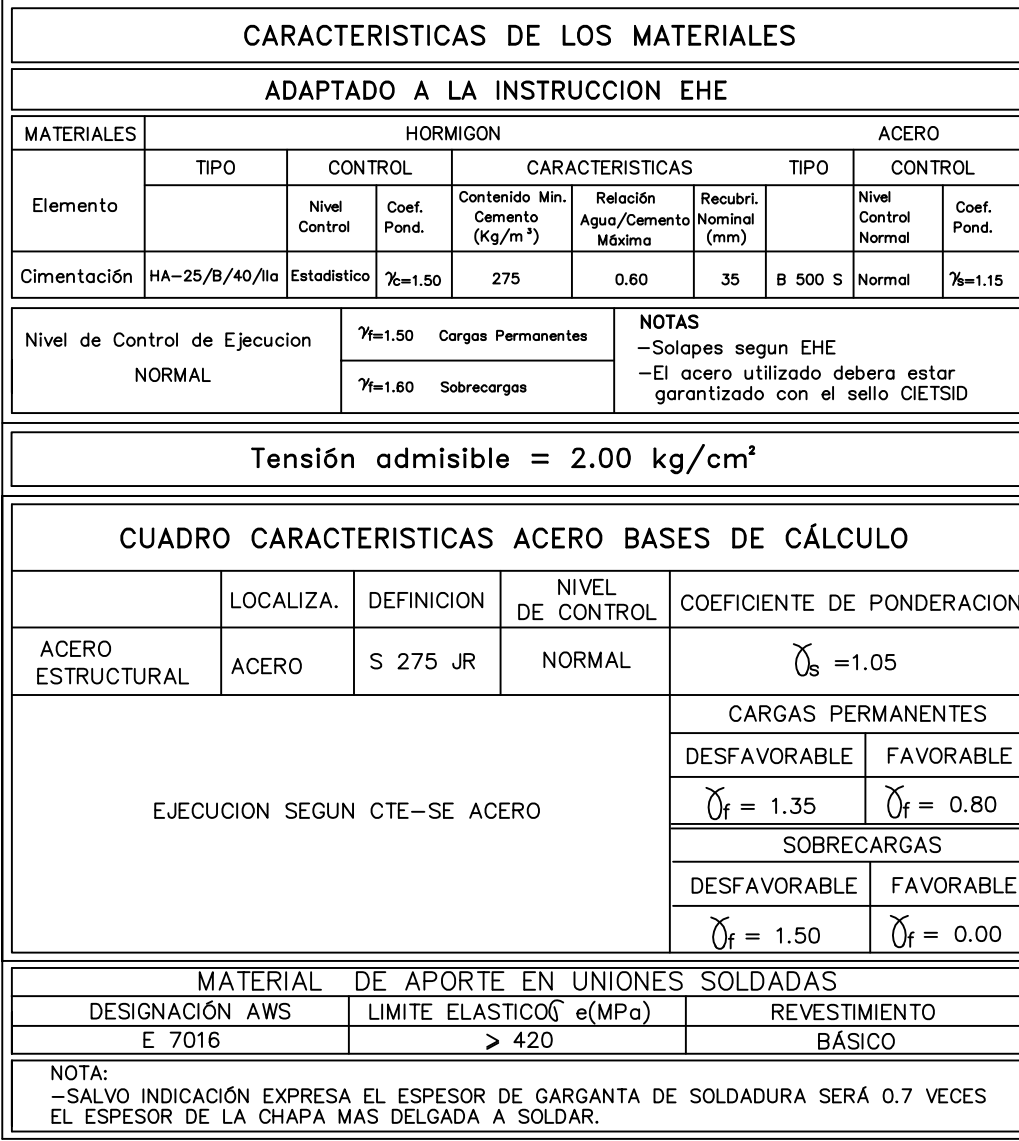 CARACTERISTICAS DE LOS MATERIALES
ADAPTADO A LA INSTRUCCION EHE
MATERIALES HORMIGON ACERO
TIPO CONTROL CARACTERISTICAS TIPO CONTROL
Elemento
Nivel
Control
Coef.
Pond.
Contenido Min.
Cemento
(Kg/m³)
Relación
Agua/Cemento
Máxima
Recubri.
Nominal
(mm)
Nivel
Control
Normal
Coef.
Pond.
Cimentación HA-25/B/40/IIa Estadistico γc=1.50 275 0.60 35 B 500 S Normal γs=1.15
Nivel de Control de Ejecucion
NORMAL
γf=1.50 Cargas Permanentes
γf=1.60 Sobrecargas
NOTAS
-Solapes segun EHE
-El acero utilizado debera estar
garantizado con el sello CIETSID
Tensión admisible = 2.00 kg/cm²
CUADRO CARACTERISTICAS ACERO BASES DE CÁLCULO
LOCALIZA. DEFINICION
NIVEL
DE CONTROL
COEFICIENTE DE PONDERACION
ACERO
ESTRUCTURAL
ACERO S 275 JR NORMAL γs =1.05
EJECUCION SEGUN CTE-SE ACERO
CARGAS PERMANENTES
DESFAVORABLE FAVORABLE
γf = 1.35 γf = 0.80
SOBRECARGAS
DESFAVORABLE FAVORABLE
γf = 1.50 γf = 0.00
MATERIAL DE APORTE EN UNIONES SOLDADAS
DESIGNACIÓN AWS LIMITE ELASTICO σ e(MPa) REVESTIMIENTO
E 7016 > 420 BÁSICO
NOTA:
-SALVO INDICACIÓN EXPRESA EL ESPESOR DE GARGANTA DE SOLDADURA SERÁ 0.7 VECES
EL ESPESOR DE LA CHAPA MAS DELGADA A SOLDAR.